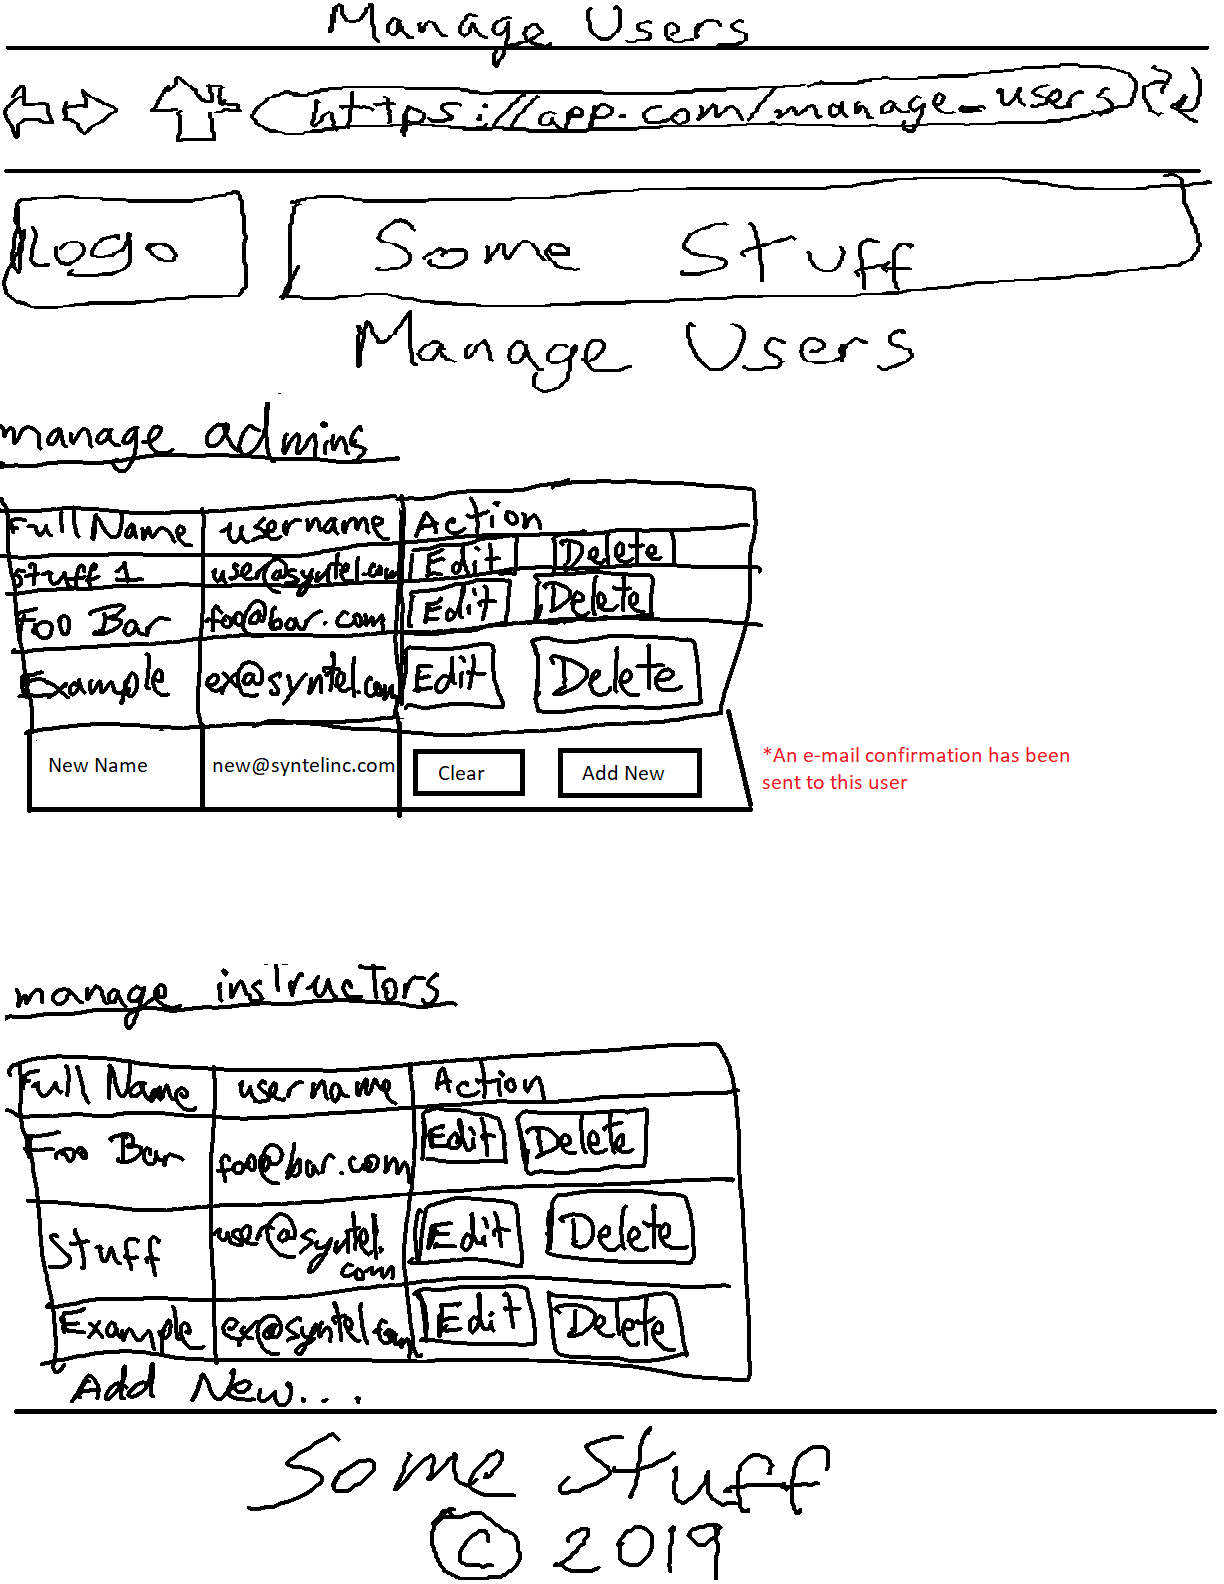 Manage Users
https://app.com/manage_users
Logo Some Stuff
Manage Users
manage admins
Full Name username Action
stuff 1 user@syntel.com Edit Delete
Foo Bar foo@bar.com Edit Delete
Example ex@syntel.com Edit Delete
New Name new@syntelinc.com Clear Add New
*An e-mail confirmation has been
sent to this user
manage instructors
Full Name username Action
Foo Bar foo@bar.com Edit Delete
Stuff user@syntel.
com Edit Delete
Example ex@syntel.com Edit Delete
Add New...
Some Stuff
© 2019